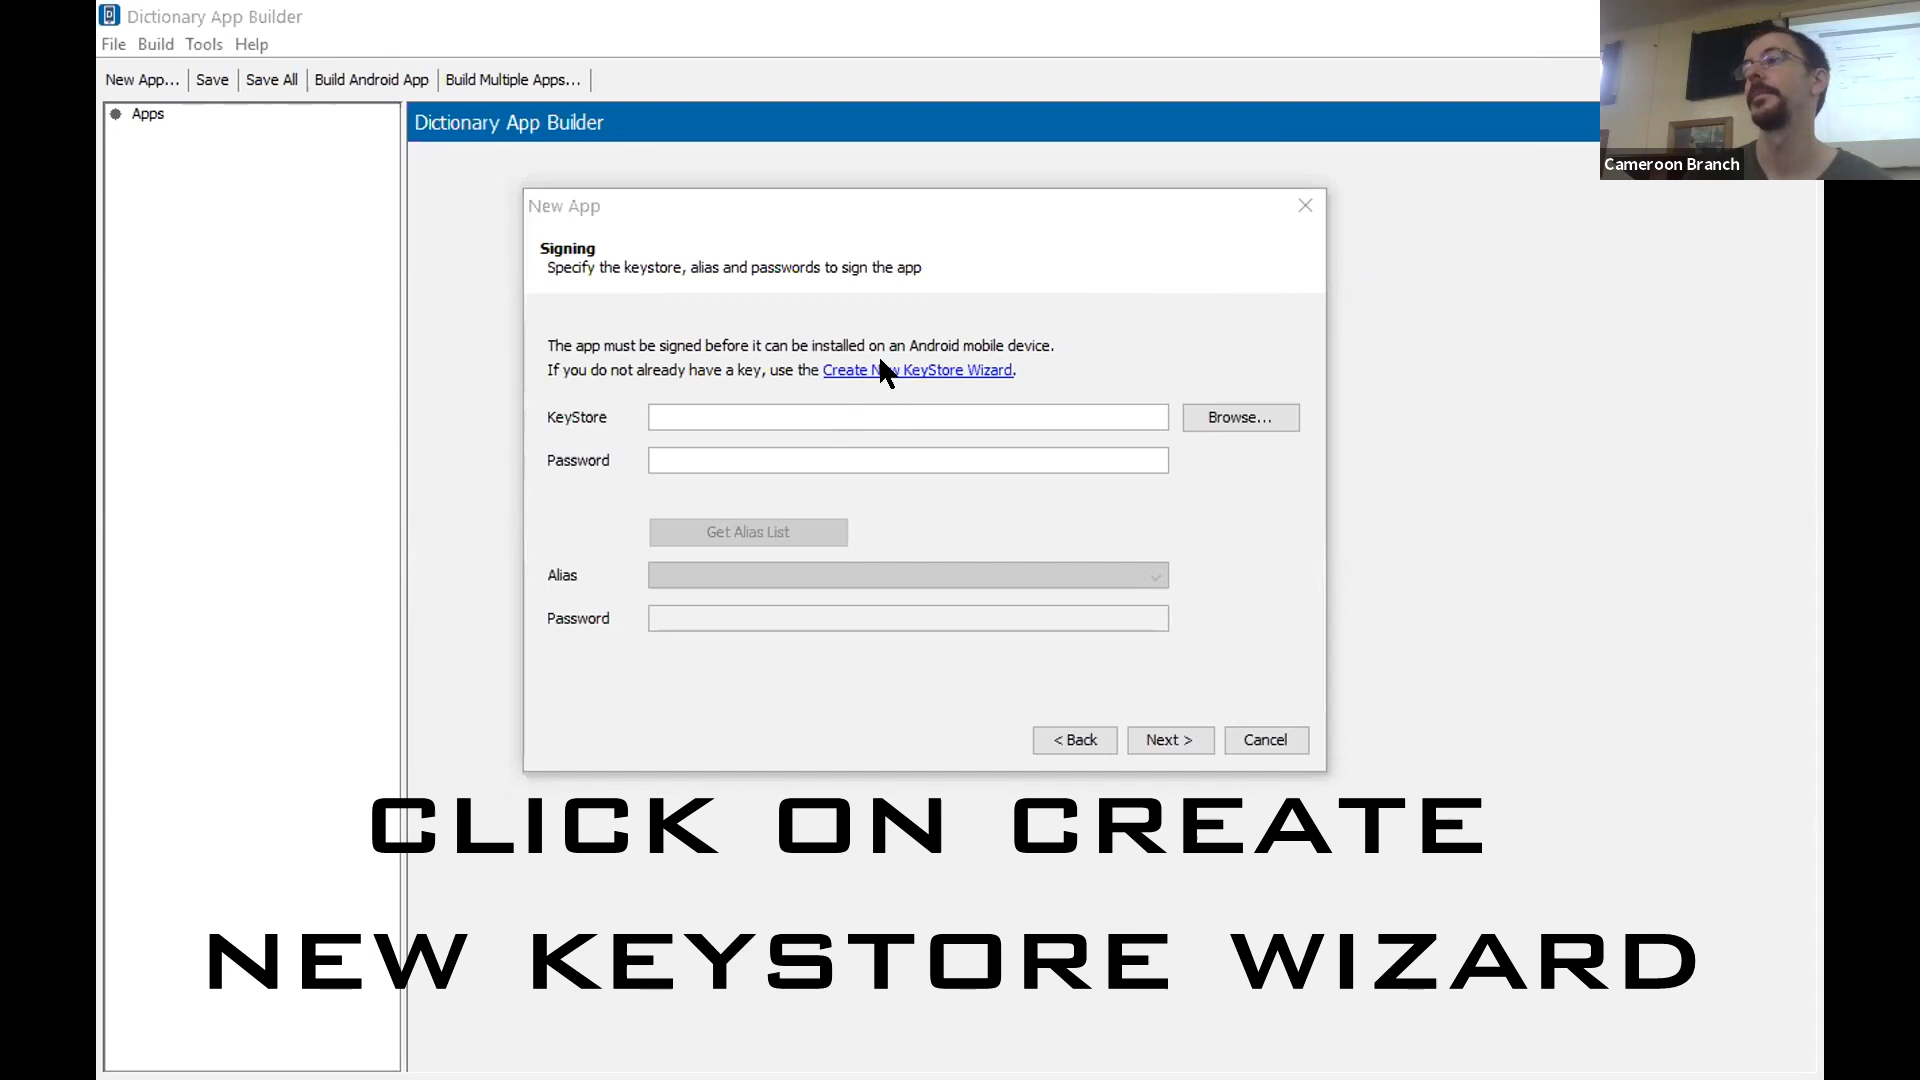 Dictionary App Builder
File Build Tools Help
New App... Save Save All Build Android App Build Multiple Apps...
Apps
Dictionary App Builder
Cameroon Branch
New App
Signing
Specify the keystore, alias and passwords to sign the app
The app must be signed before it can be installed on an Android mobile device.
If you do not already have a key, use the Create New KeyStore Wizard.
KeyStore
Browse...
Password
Get Alias List
Alias
Password
< Back
Next >
Cancel
CLICK ON CREATE
NEW KEYSTORE WIZARD